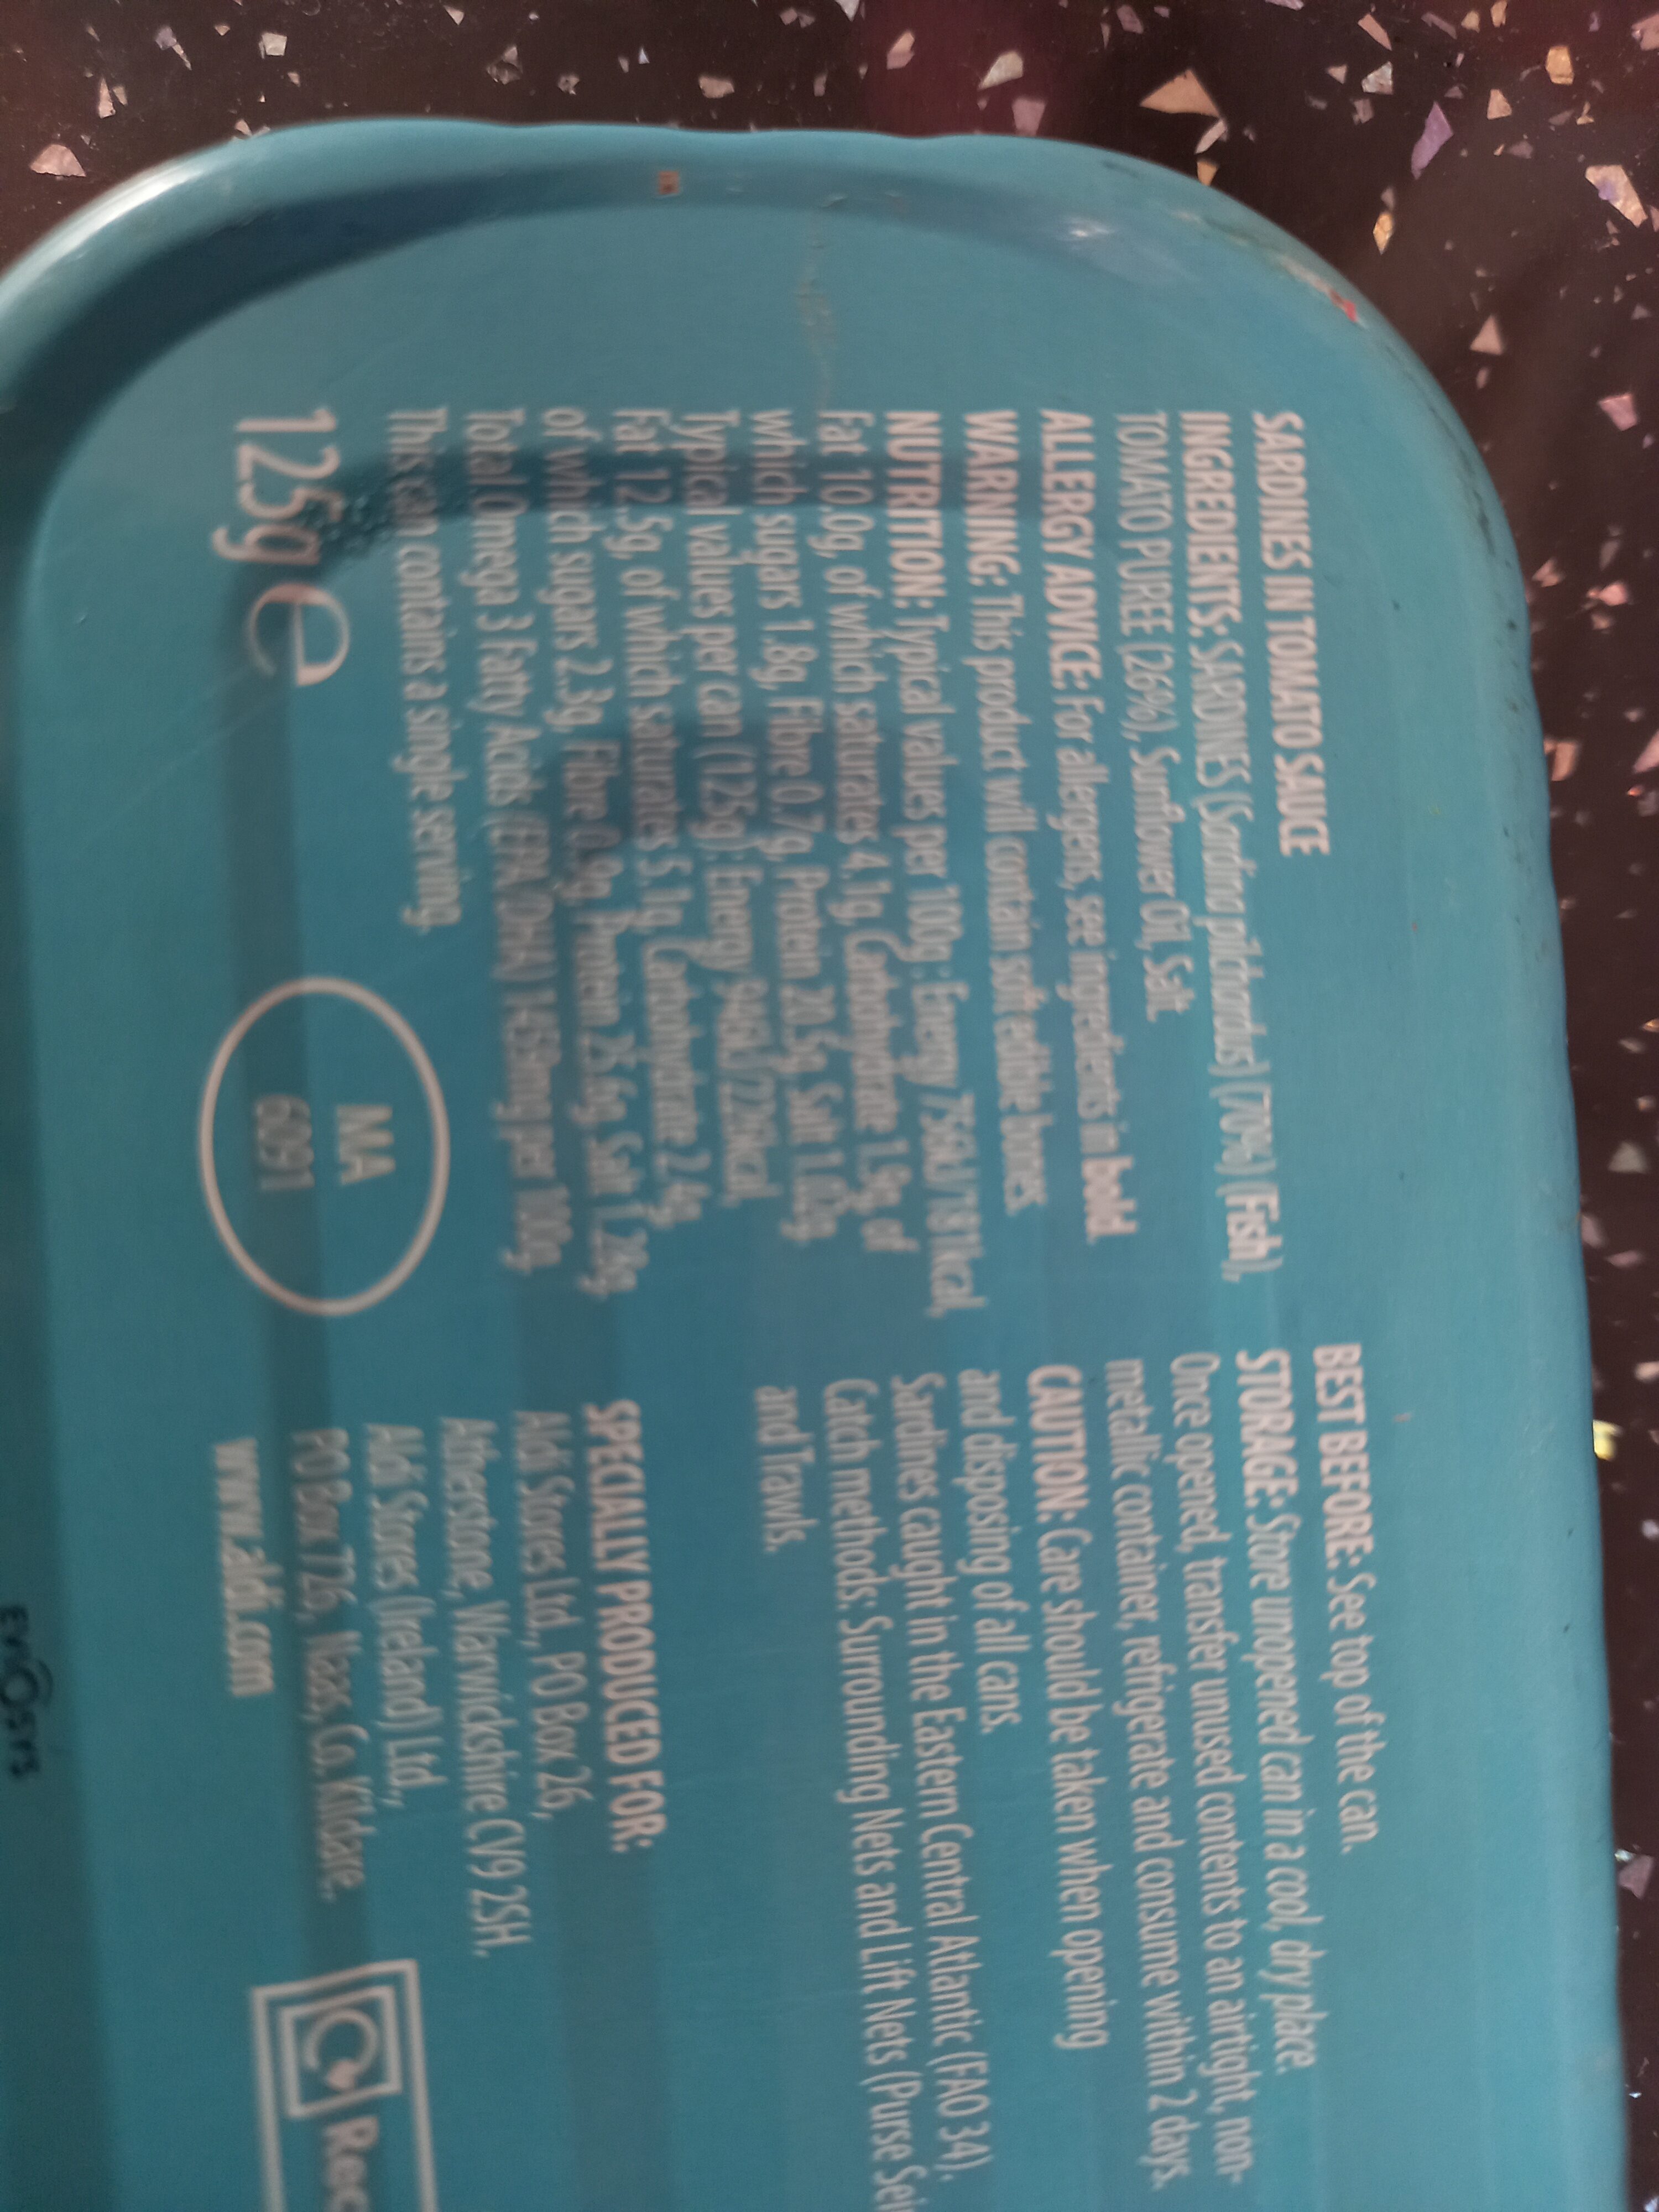 SARDINES IN TOMATO SAUCE
INGREDIENTS: SARDINES (Sardina pilchardus) (70%) (Fish),
TOMATO PUREE (26%), Sunflower Oil, Salt.
ALLERGY ADVICE: For allergens, see ingredients in bold.
WARNING: This product will contain soft edible bones.
NUTRITION: Typical values per 100g: Energy 756kJ/181kcal,
Fat 10.0g, of which saturates 4.1g, Carbohydrate 1.9g, of
which sugars 1.8g, Fibre 0.7g, Protein 20.5g, Salt 1.02g.
Typical values per can (125g): Energy
Fat 12.5g, of which saturates 5.1g, Carbohydrate 2.4g,
of which sugars 2.3g, Fibre 0.9g, Protein 25.6g, Salt 1.28g.
Total Omega 3 Fatty Acids (EPA, DHA) per 100g.
This can contains a single serving.
125g e
MA
6091
BEST BEFORE: See top of the can.
STORAGE: Store unopened can in a cool, dry place.
Once opened, transfer unused contents to an airtight, non-
metallic container, refrigerate and consume within 2 days.
CAUTION: Care should be taken when opening
and disposing of all cans.
Sardines caught in the Eastern Central Atlantic (FAO 34).
Catch methods: Surrounding Nets and Lift Nets (Purse Sei
and Trawls.
SPECIALLY PRODUCED FOR:
Aldi Stores Ltd., PO Box 26,
Atherstone, Warwickshire CV9 2SH.
Aldi Stores (Ireland) Ltd.,
PO Box 726, Naas, Co. Kildare.
www.aldi.com
Rec
EVIOSYS